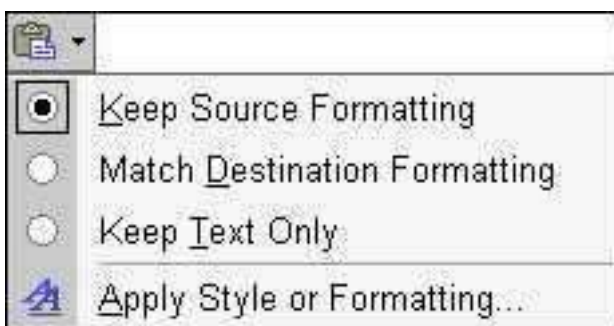 Keep Source Formatting
Match Destination Formatting
Keep Text Only
Apply Style or Formatting...